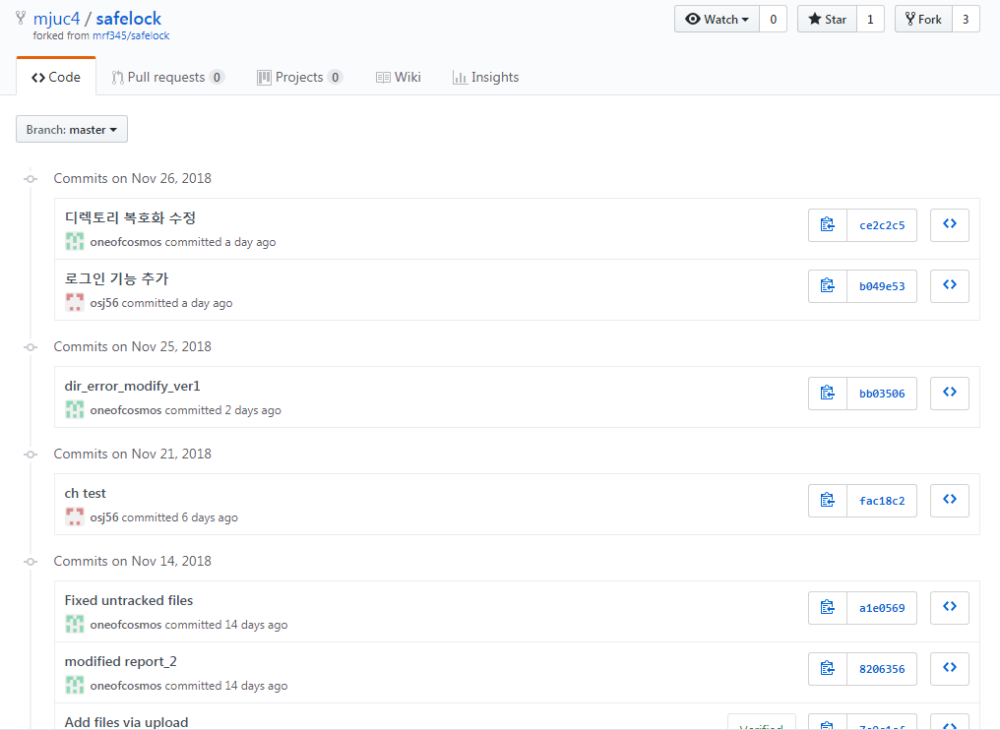 mjuc4 / safelock
forked from mrf345/safelock
Watch 0
Star 1
Fork 3
Code
Pull requests 0
Projects 0
Wiki
Insights
Branch: master
Commits on Nov 26, 2018
디렉토리 복호화 수정
oneofcosmos committed a day ago
ce2c2c5
로그인 기능 추가
osj56 committed a day ago
b049e53
Commits on Nov 25, 2018
dir_error_modify_ver1
oneofcosmos committed 2 days ago
bb03506
Commits on Nov 21, 2018
ch test
osj56 committed 6 days ago
fac18c2
Commits on Nov 14, 2018
Fixed untracked files
oneofcosmos committed 14 days ago
a1e0569
modified report_2
oneofcosmos committed 14 days ago
8206356
Add files via upload
Verified